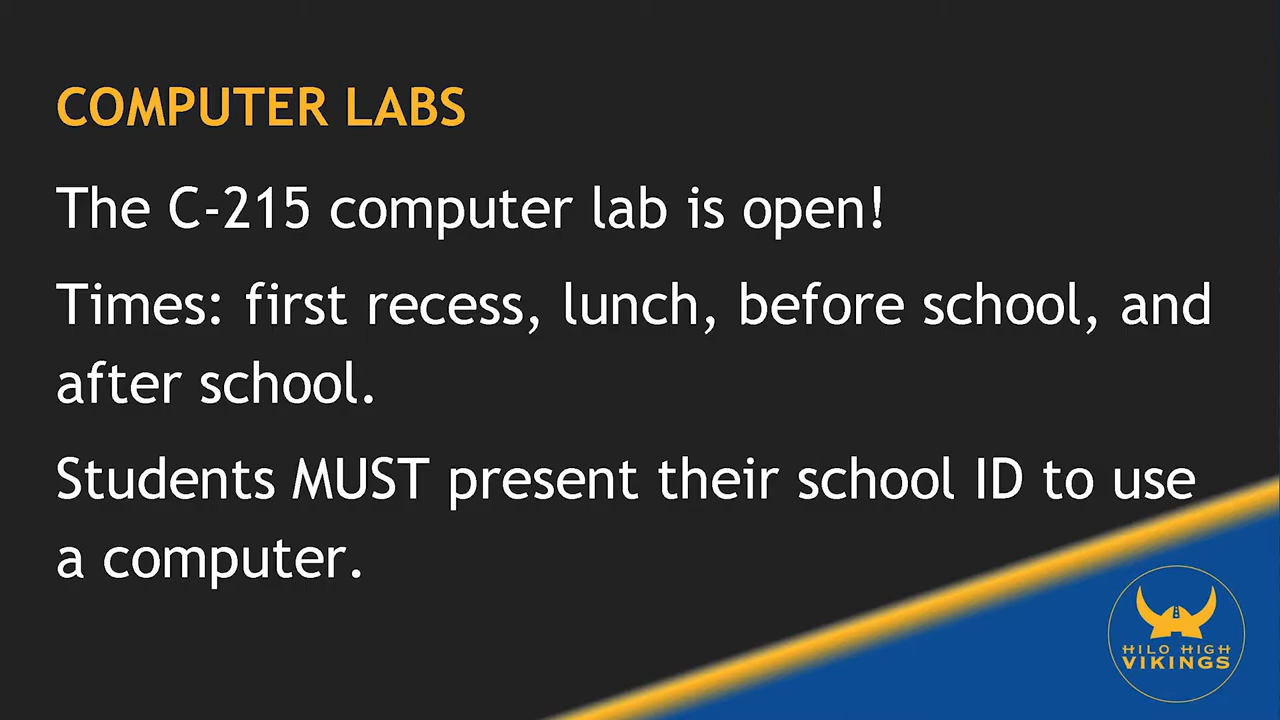 COMPUTER LABS
The C-215 computer lab is open!
Times: first recess, lunch, before school, and
after school.
Students MUST present their school ID to use
a computer.
HILO HIGH
VIKINGS